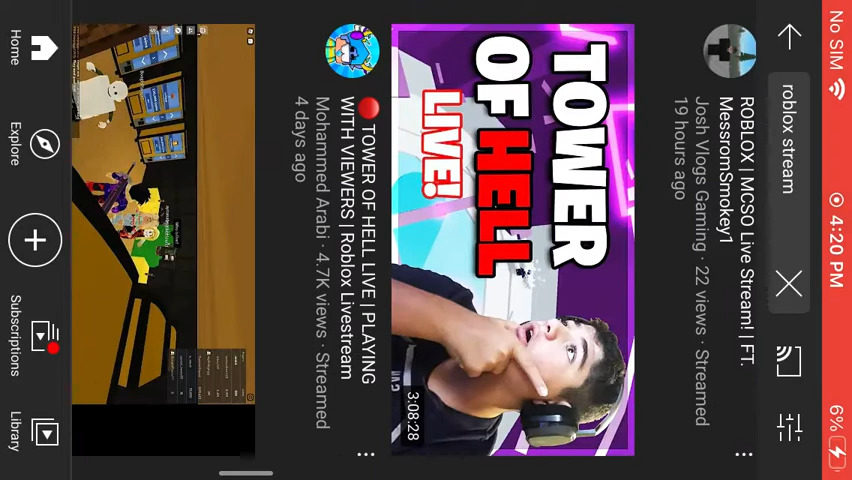 No SIM
4:20 PM
6%
roblox stream
ROBLOX | MCSO Live Stream! | FT.
MessromSmokey1
Josh Vlogs Gaming · 22 views · Streamed
19 hours ago
TOWER
OF HELL
LIVE!
3:08:28
🔴 TOWER OF HELL LIVE | PLAYING
WITH VIEWERS | Roblox Livestream
Mohammed Arabi · 4.7K views · Streamed
4 days ago
Home
Explore
Subscriptions
Library